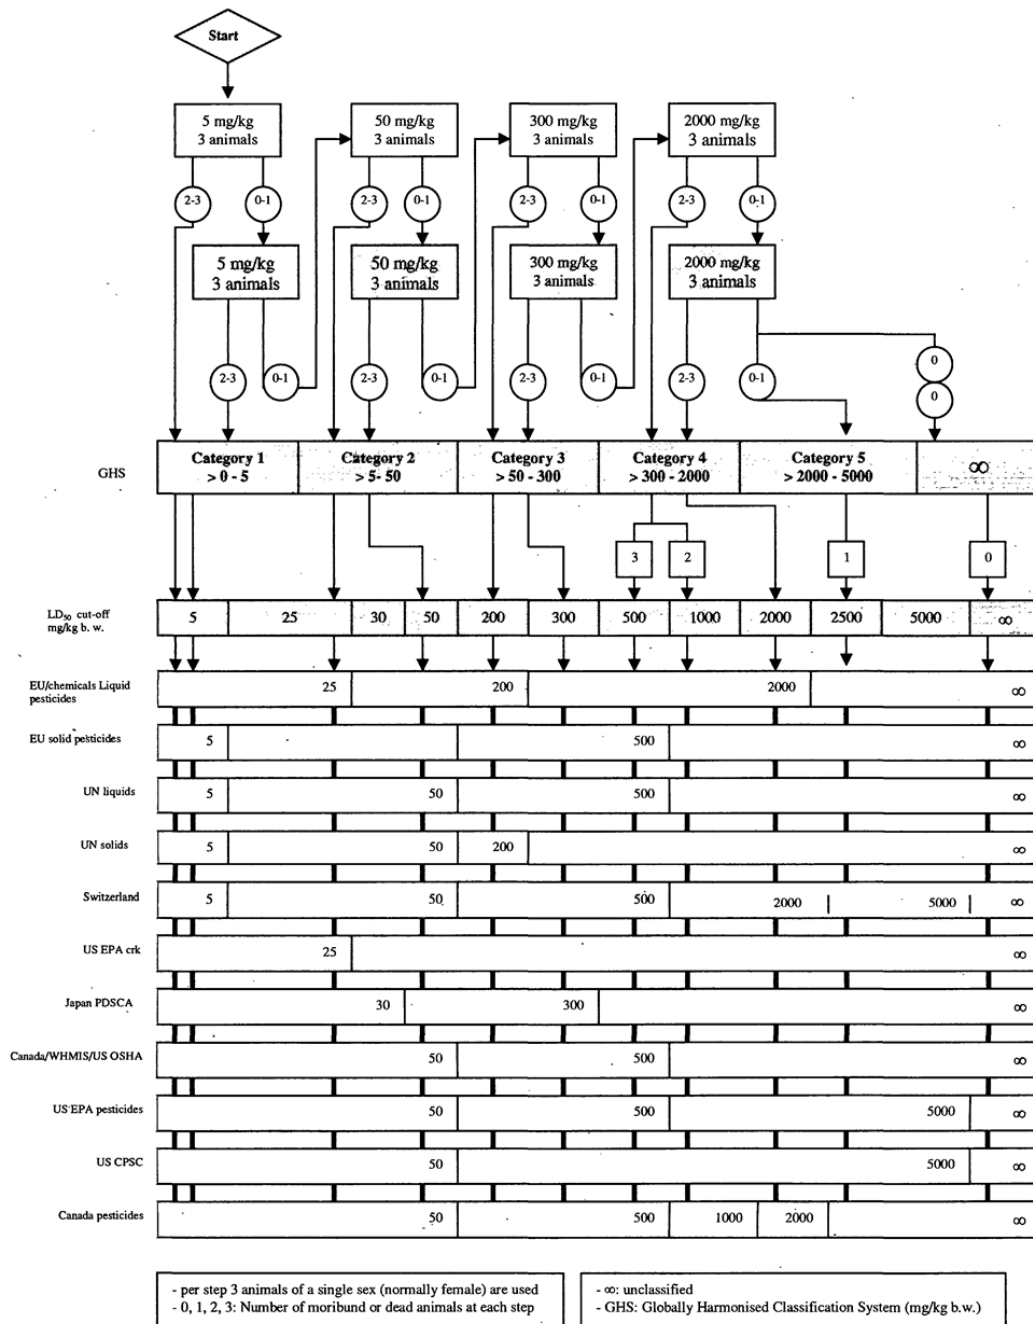 Start
5 mg/kg
3 animals
50 mg/kg
3 animals
300 mg/kg
3 animals
2000 mg/kg
3 animals
2-3
0-1
2-3
0-1
2-3
0-1
2-3
0-1
5 mg/kg
3 animals
50 mg/kg
3 animals
300 mg/kg
3 animals
2000 mg/kg
3 animals
2-3
0-1
2-3
0-1
2-3
0-1
2-3
0-1
0
0
GHS
Category 1
> 0 - 5
Category 2
> 5- 50
Category 3
> 50 - 300
Category 4
> 300 - 2000
Category 5
> 2000 - 5000
∞
3
2
1
0
LD50 cut-off
mg/kg b. w.
5
25
30
50
200
300
500
1000
2000
2500
5000
∞
EU/chemicals Liquid
pesticides
25
200
2000
∞
EU solid pesticides
5
500
∞
UN liquids
5
50
500
∞
UN solids
5
50
200
∞
Switzerland
5
50
500
2000
5000
∞
US EPA crk
25
∞
Japan PDSCA
30
300
∞
Canada/WHMIS/US OSHA
50
500
∞
US EPA pesticides
50
500
5000
∞
US CPSC
50
5000
∞
Canada pesticides
50
500
1000
2000
∞
- per step 3 animals of a single sex (normally female) are used
- 0, 1, 2, 3: Number of moribund or dead animals at each step
- ∞: unclassified
- GHS: Globally Harmonised Classification System (mg/kg b.w.)